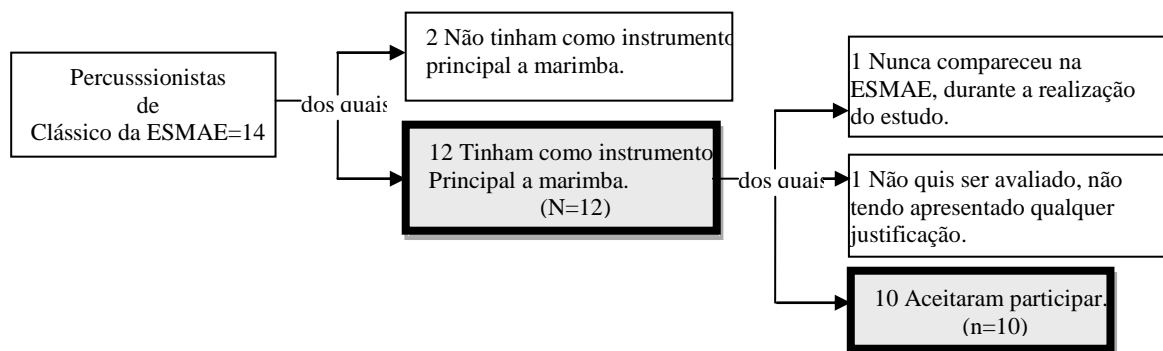 Percusssionistas
de
Clássico da ESMAE=14
dos quais
2 Não tinham como instrumento
principal a marimba.
12 Tinham como instrumento
Principal a marimba.
(N=12)
dos quais
1 Nunca compareceu na
ESMAE, durante a realização
do estudo.
1 Não quis ser avaliado, não
tendo apresentado qualquer
justificação.
10 Aceitaram participar.
(n=10)